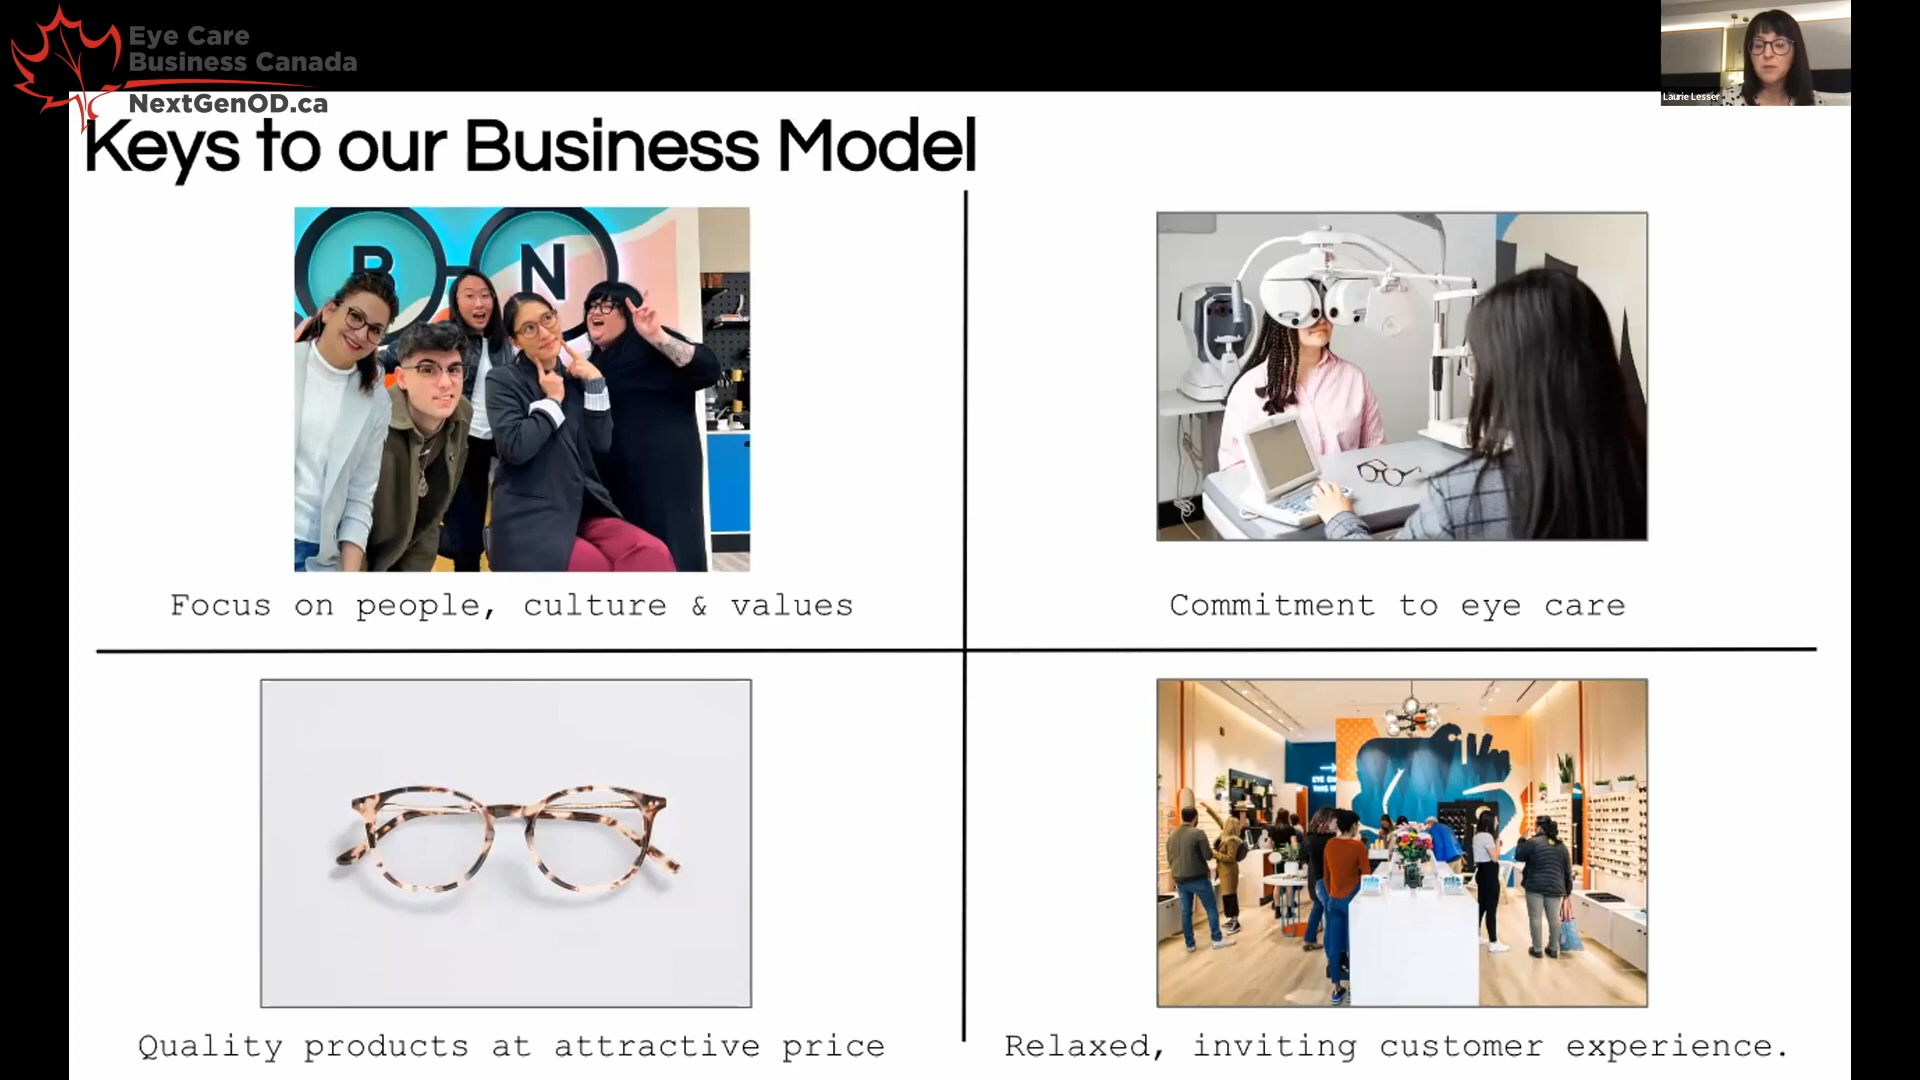 Eye Care
Business Canada
NextGenOD.ca
Laurie Lesser
Keys to our Business Model
B N
Focus on people, culture & values
Commitment to eye care
Quality products at attractive price
Relaxed, inviting customer experience.